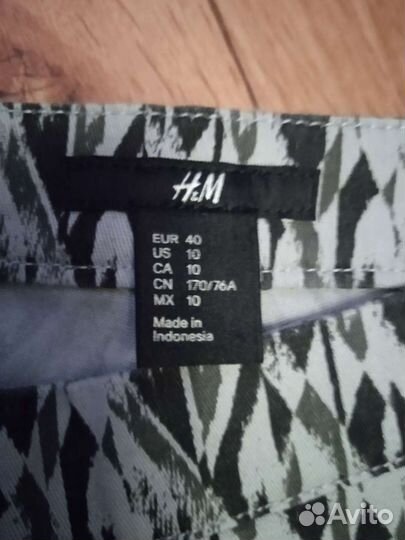 H&M
EUR 40
US 10
CA 10
CN 170/76A
MX 10
Made in
Indonesia
Avito